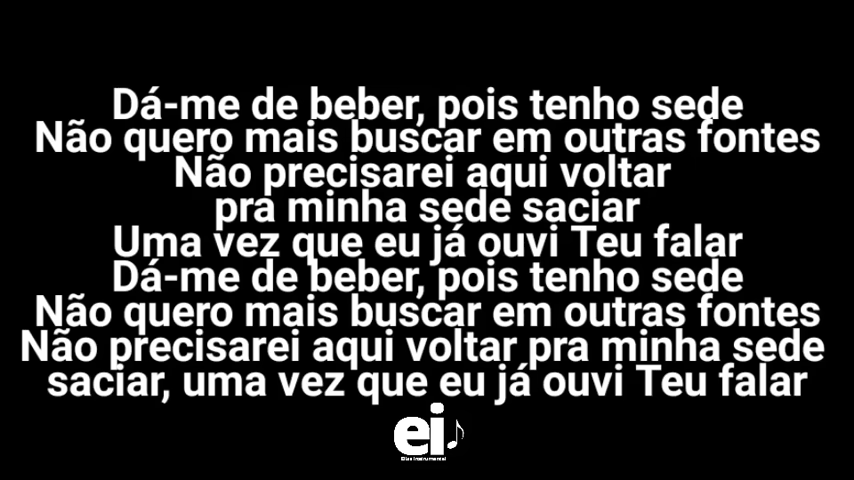 Dá-me de beber, pois tenho sede
Não quero mais buscar em outras fontes
Não precisarei aqui voltar
pra minha sede saciar
Uma vez que eu já ouvi Teu falar
Dá-me de beber, pois tenho sede
Não quero mais buscar em outras fontes
Não precisarei aqui voltar pra minha sede
saciar, uma vez que eu já ouvi Teu falar
ei